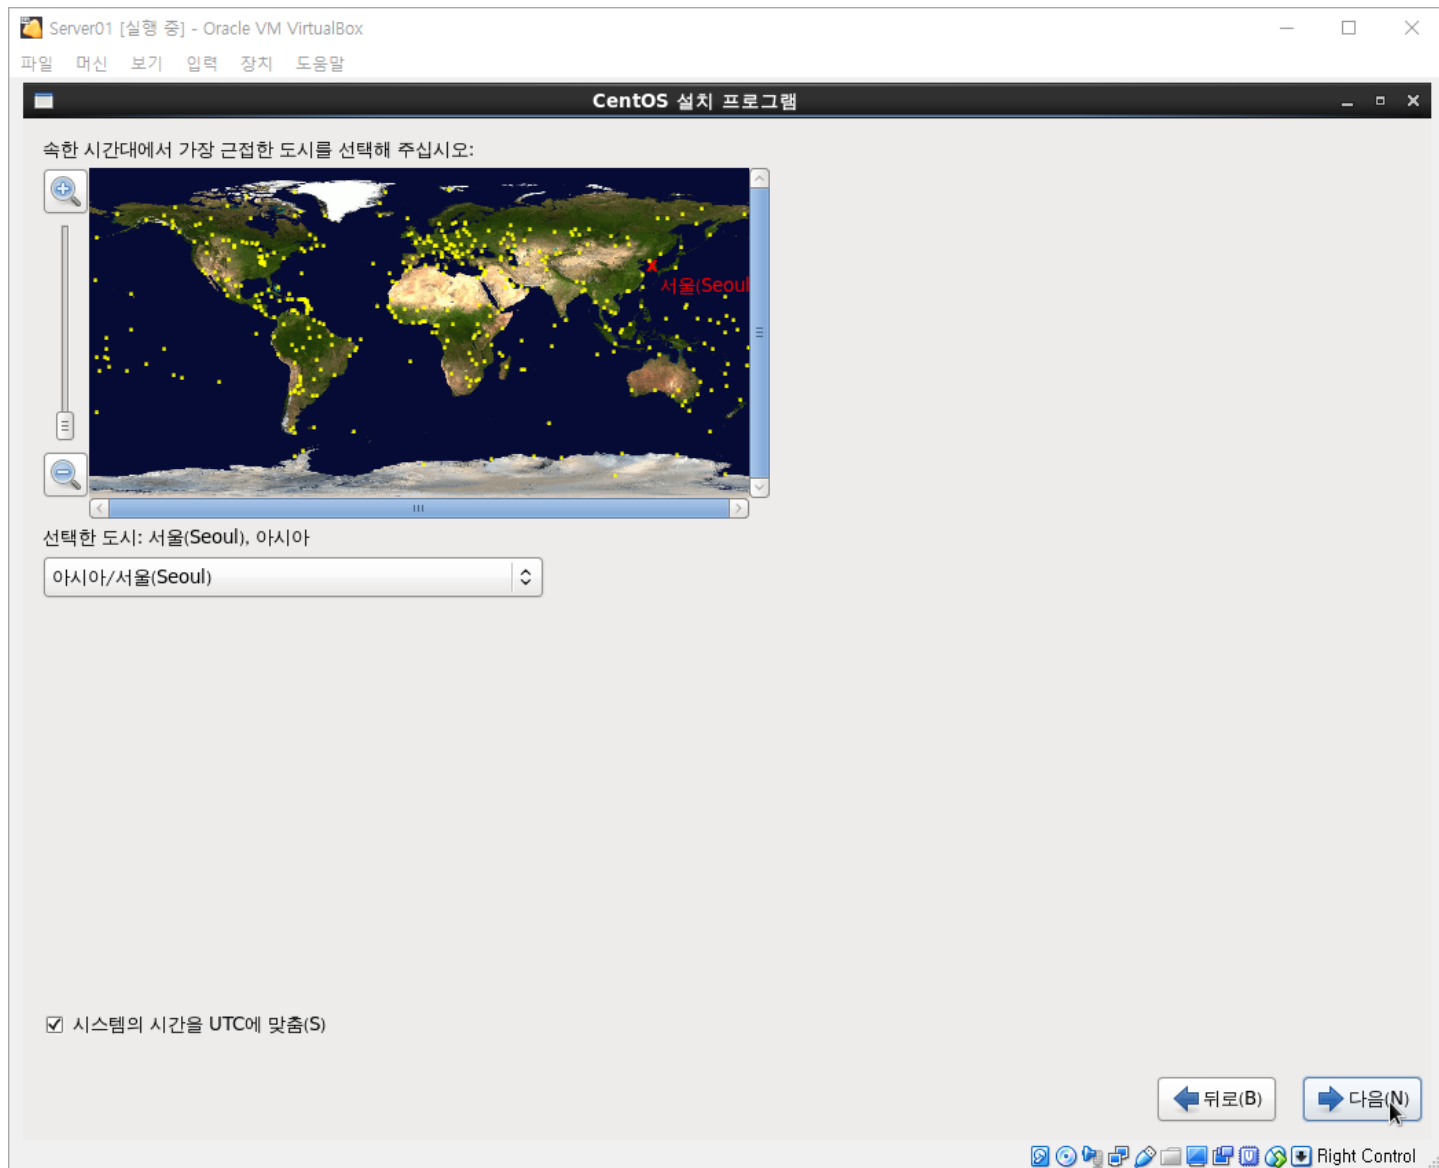 Server01 [실행 중] - Oracle VM VirtualBox
파일 머신 보기 입력 장치 도움말
CentOS 설치 프로그램
속한 시간대에서 가장 근접한 도시를 선택해 주십시오:
서울(Seoul
선택한 도시: 서울(Seoul), 아시아
아시아/서울(Seoul)
시스템의 시간을 UTC에 맞춤(S)
뒤로(B) 다음(N)
Right Control